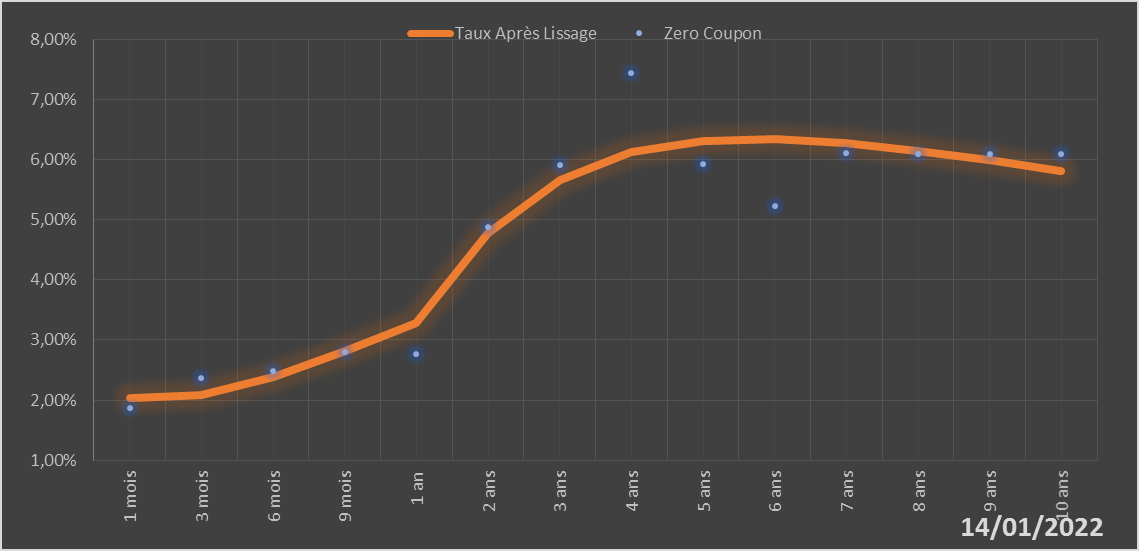 Taux Après Lissage Zero Coupon
8,00%
7,00%
6,00%
5,00%
4,00%
3,00%
2,00%
1,00%
1 mois
3 mois
6 mois
9 mois
1 an
2 ans
3 ans
4 ans
5 ans
6 ans
7 ans
8 ans
9 ans
10 ans
14/01/2022